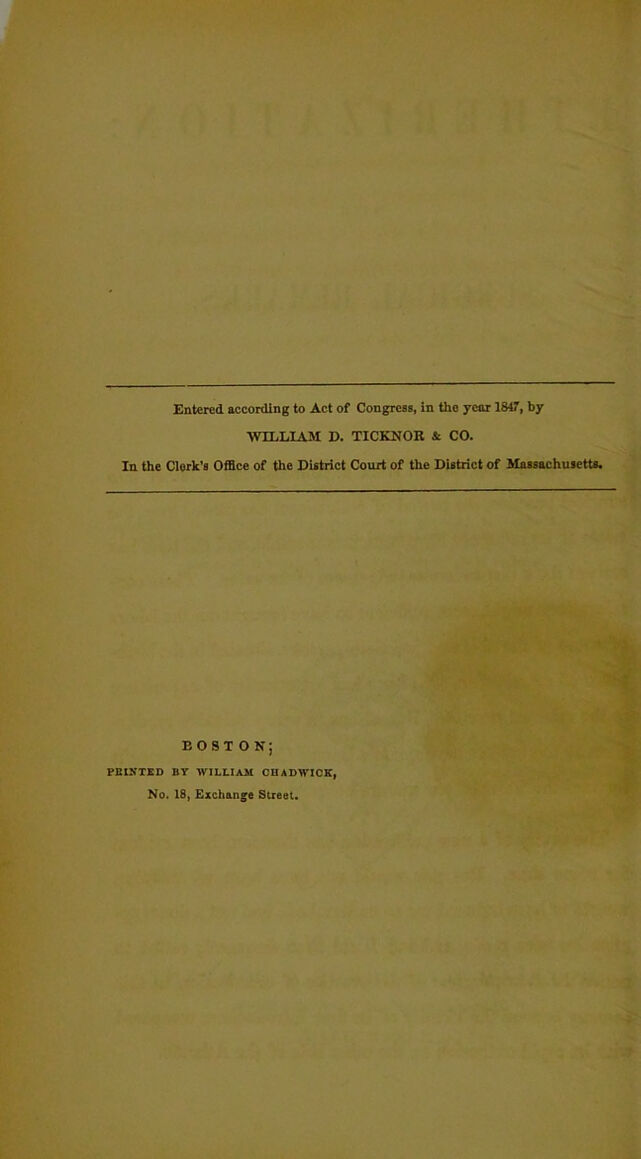 Entered according to Act of Congress, in the year 1847, by
WILLIAM D. TICKNOR & CO.
In the Clerk's Office of the District Court of the District of Massachusetts.
BOSTON;
PRINTED BY WILLIAM CHADWICK,
No. 18, Exchange Street.